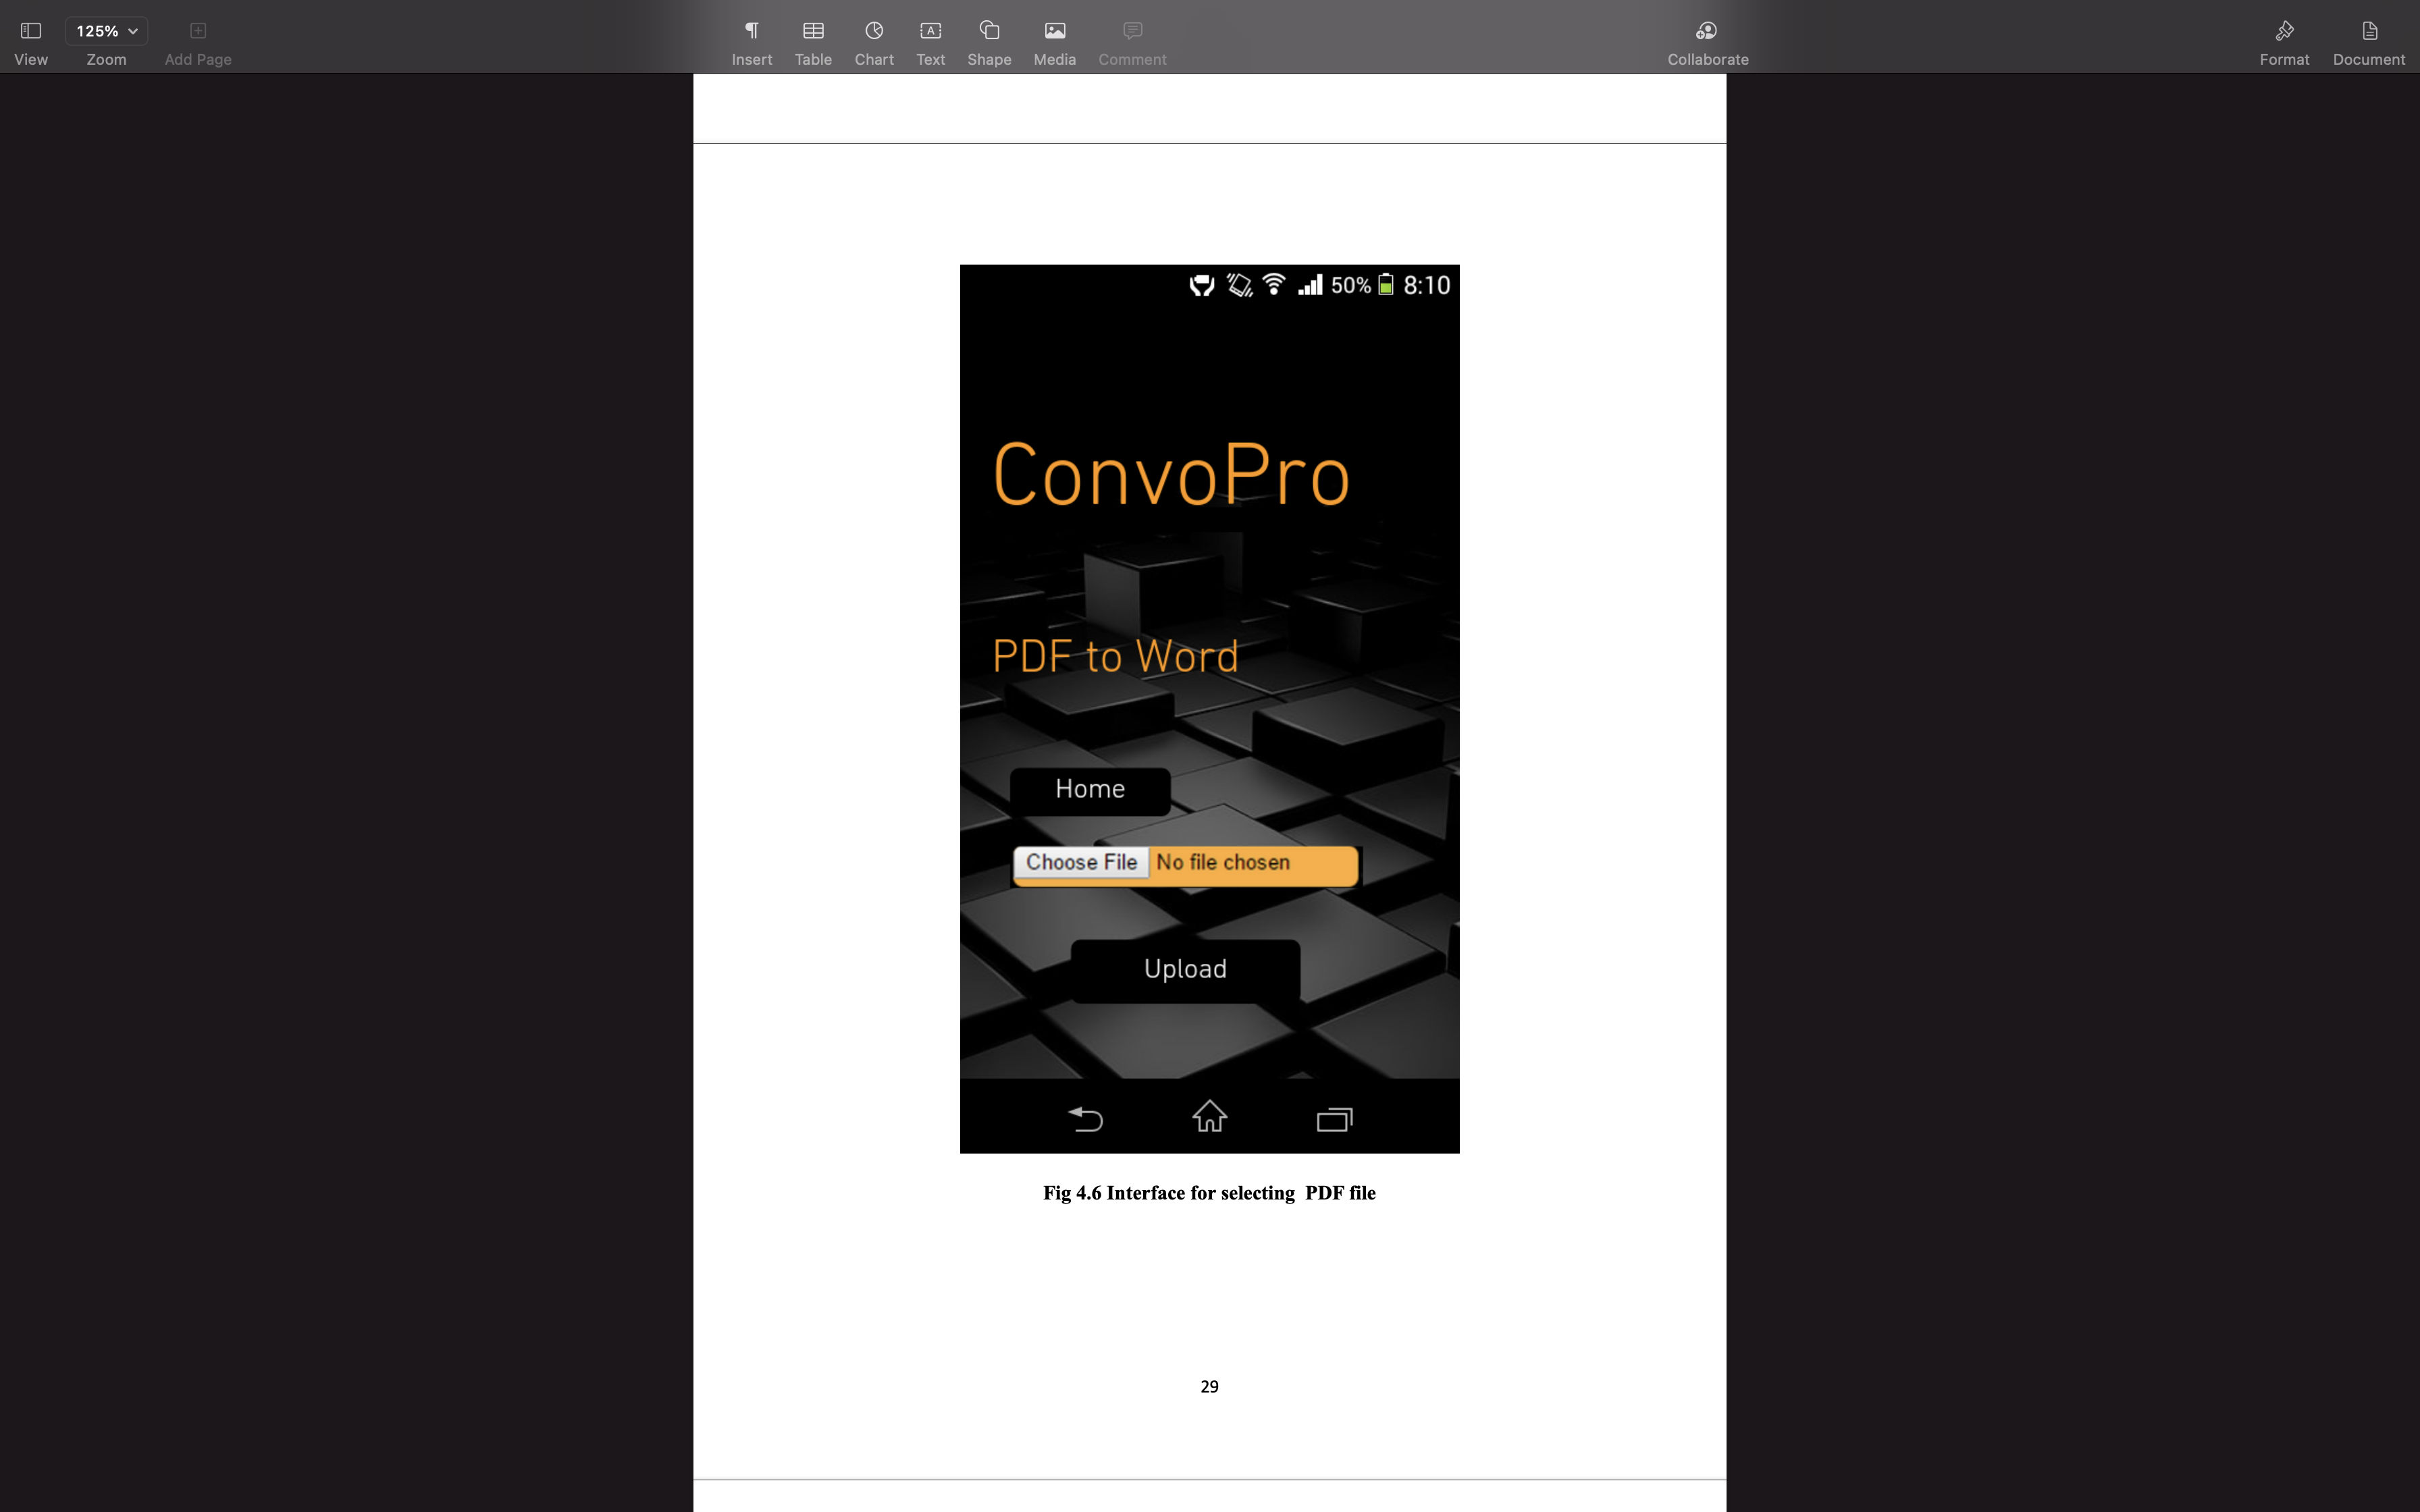 125%
View
Zoom
Add Page
Insert
Table
Chart
A
Text
Shape
Media
Comment
Collaborate
Format
Document
50% 8:10
ConvoPro
PDF to Word
Home
Choose File No file chosen
Upload
Fig 4.6 Interface for selecting  PDF file
29